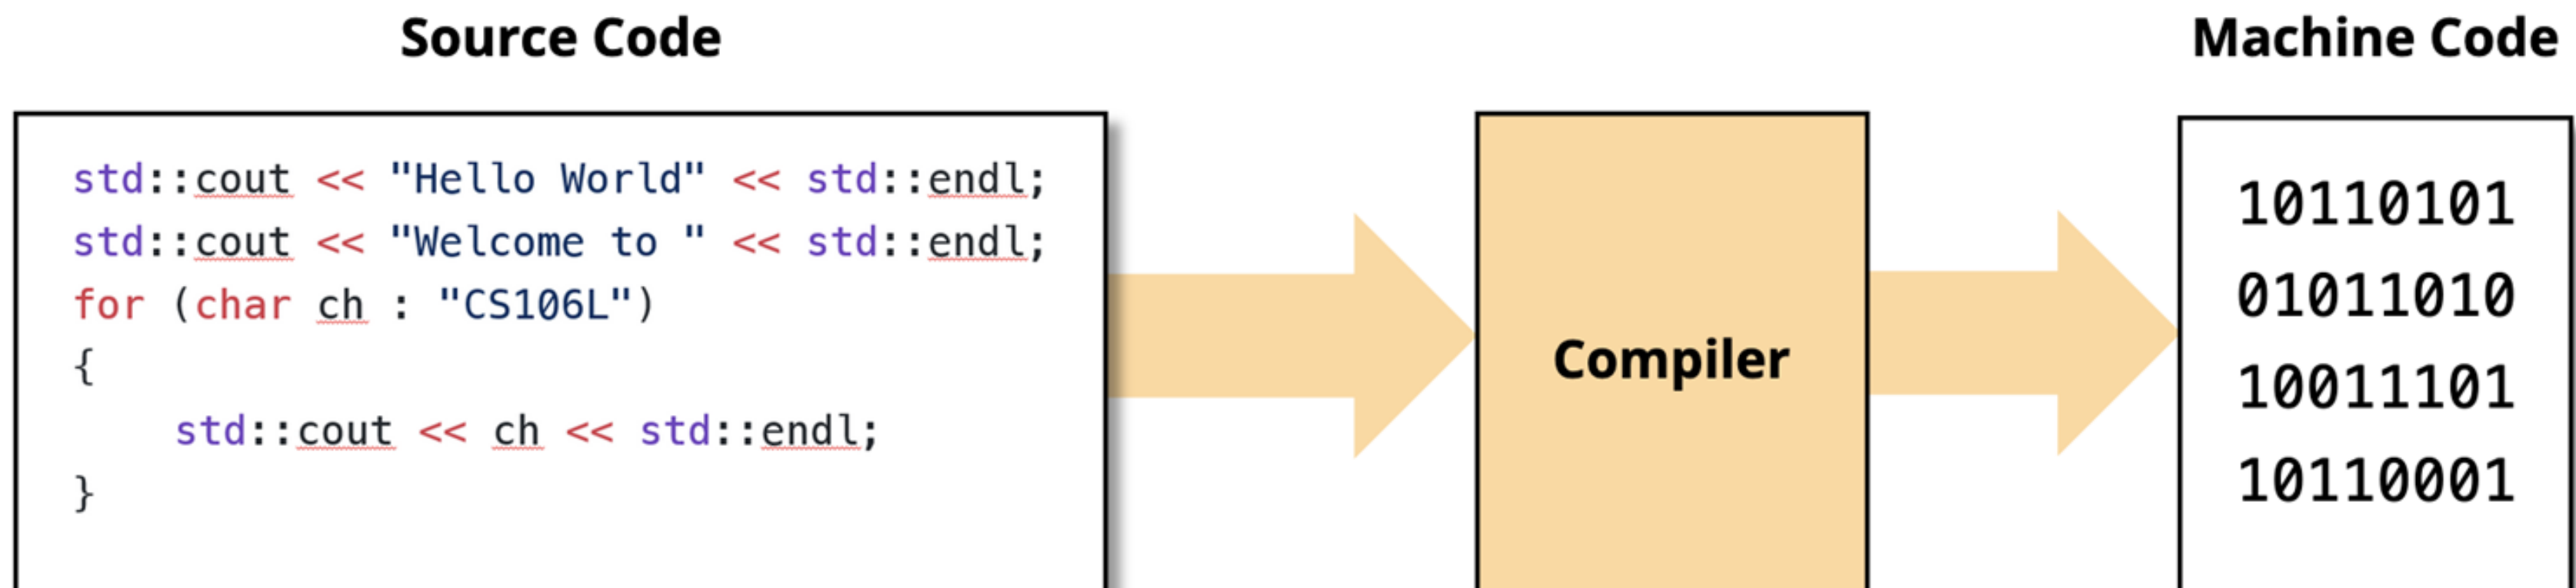 Source Code
std::cout << "Hello World" << std::endl;
std::cout << "Welcome to " << std::endl;
for (char ch : "CS106L")
{
    std::cout << ch << std::endl;
}
Compiler
Machine Code
10110101
01011010
10011101
10110001